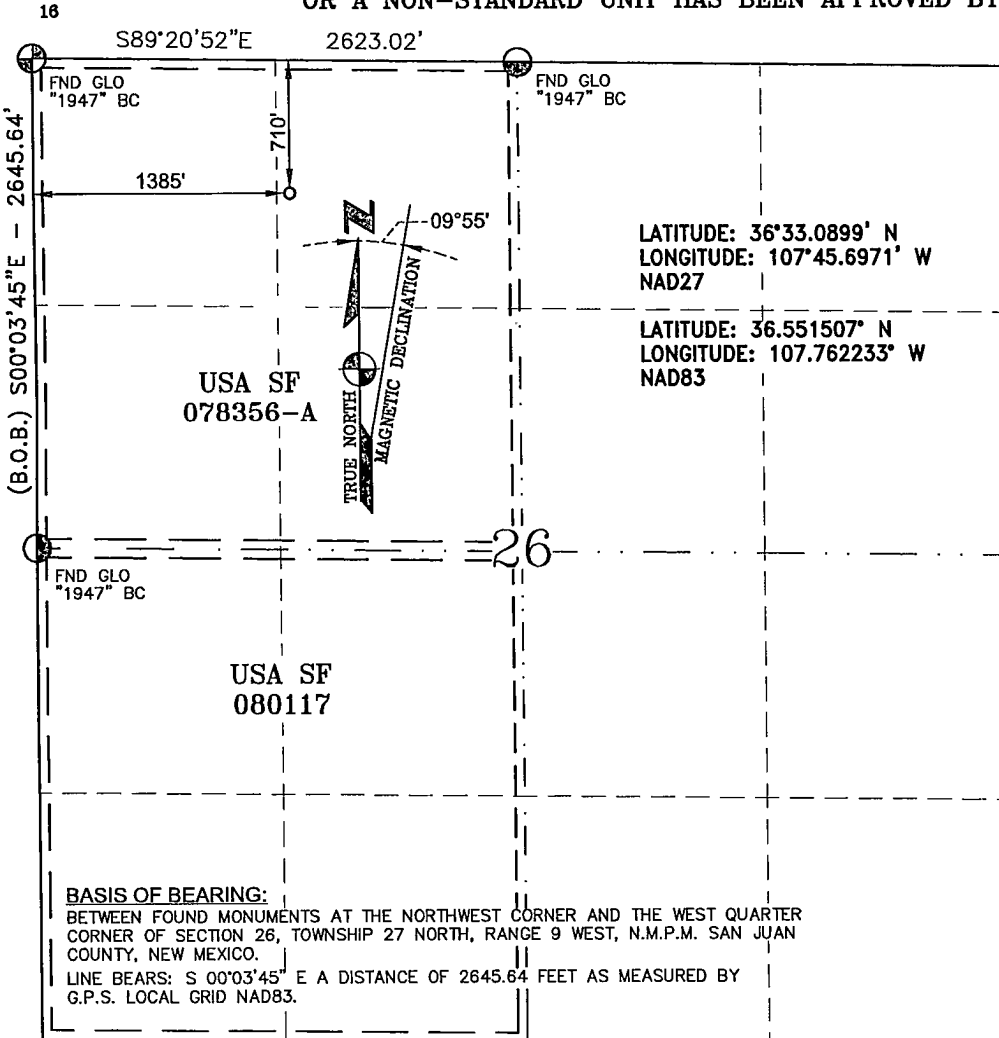 OR A NON-STANDARD UNIT HAS BEEN APPROVED BY
16
S89°20'52"E 2623.02'
FND GLO
"1947" BC
FND GLO
"1947" BC
(B.O.B.) S00°03'45"E - 2645.64'
710'
1385'
N
09°55'
TRUE NORTH
MAGNETIC DECLINATION
LATITUDE: 36°33.0899' N
LONGITUDE: 107°45.6971' W
NAD27
LATITUDE: 36.551507° N
LONGITUDE: 107.762233° W
NAD83
USA SF
078356-A
26
FND GLO
"1947" BC
USA SF
080117
BASIS OF BEARING:
BETWEEN FOUND MONUMENTS AT THE NORTHWEST CORNER AND THE WEST QUARTER
CORNER OF SECTION 26, TOWNSHIP 27 NORTH, RANGE 9 WEST, N.M.P.M. SAN JUAN
COUNTY, NEW MEXICO.
LINE BEARS: S 00°03'45" E A DISTANCE OF 2645.64 FEET AS MEASURED BY
G.P.S. LOCAL GRID NAD83.